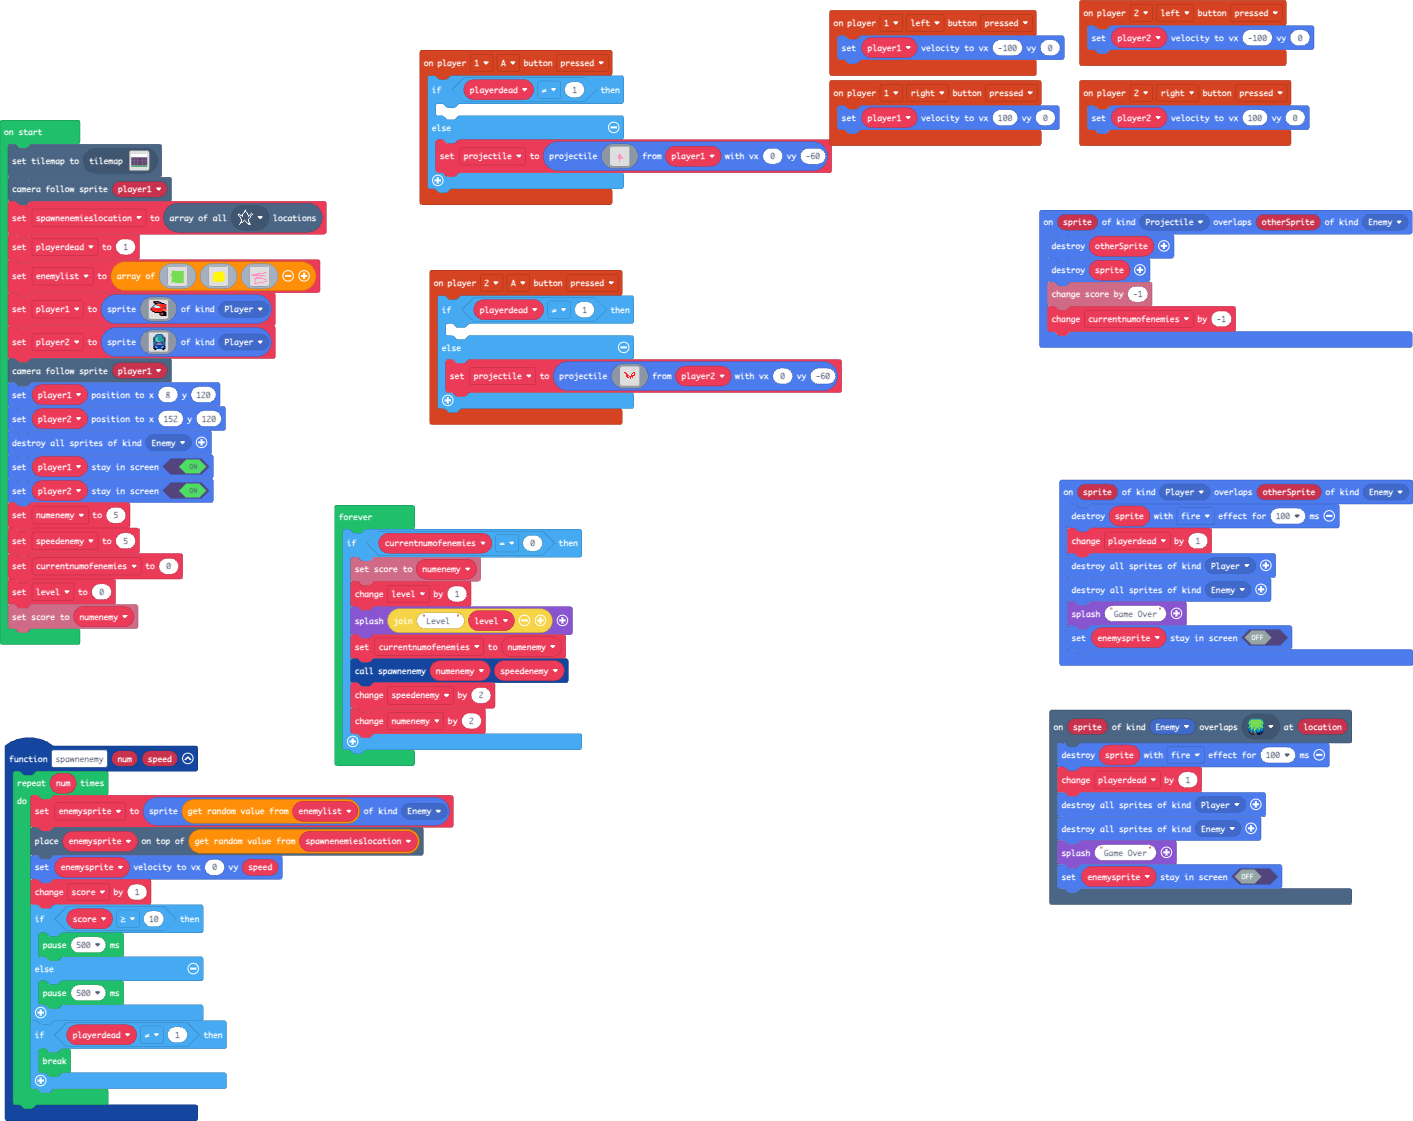 on start
set tilemap to tilemap
camera follow sprite player1
set spawnenemieslocation to array of all locations
set playerdead to 1
set enemylist to array of
set player1 to sprite of kind Player
set player2 to sprite of kind Player
camera follow sprite player1
set player1 position to x 8 y 120
set player2 position to x 152 y 120
destroy all sprites of kind Enemy
set player1 stay in screen ON
set player2 stay in screen ON
set numenemy to 5
set speedenemy to 5
set currentnumofenemies to 0
set level to 0
set score to numenemy
function spawnenemy num speed
repeat num times
do
set enemysprite to sprite get random value from enemylist of kind Enemy
place enemysprite on top of get random value from spawnenemieslocation
set enemysprite velocity to vx 0 vy speed
change score by 1
if score ≥ 10 then
pause 500 ms
else
pause 500 ms
if playerdead ≠ 1 then
break
on player 1 A button pressed
if playerdead ≠ 1 then
else
set projectile to projectile from player1 with vx 0 vy -60
on player 2 A button pressed
if playerdead ≠ 1 then
else
set projectile to projectile from player2 with vx 0 vy -60
forever
if currentnumofenemies = 0 then
set score to numenemy
change level by 1
splash join "Level " level
set currentnumofenemies to numenemy
call spawnenemy numenemy speedenemy
change speedenemy by 2
change numenemy by 2
on player 1 left button pressed
set player1 velocity to vx -100 vy 0
on player 1 right button pressed
set player1 velocity to vx 100 vy 0
on player 2 left button pressed
set player2 velocity to vx -100 vy 0
on player 2 right button pressed
set player2 velocity to vx 100 vy 0
on sprite of kind Projectile overlaps otherSprite of kind Enemy
destroy otherSprite
destroy sprite
change score by -1
change currentnumofenemies by -1
on sprite of kind Player overlaps otherSprite of kind Enemy
destroy sprite with fire effect for 100 ms
change playerdead by 1
destroy all sprites of kind Player
destroy all sprites of kind Enemy
splash "Game Over"
set enemysprite stay in screen OFF
on sprite of kind Enemy overlaps at location
destroy sprite with fire effect for 100 ms
change playerdead by 1
destroy all sprites of kind Player
destroy all sprites of kind Enemy
splash "Game Over"
set enemysprite stay in screen OFF